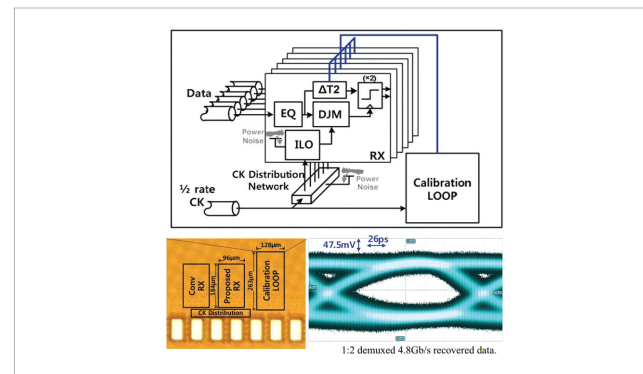 (×2)
ΔT2
Data
EQ
DJM
Power
Noise
ILO
RX
CK Distribution
Network
Power
Noise
Calibration
LOOP
½ rate
CK
128μm
96μm
Conv
RX
184μm
Proposed
RX
263μm
Calibration
LOOP
CK Distribution
47.5mV
26ps
1:2 demuxed 4.8Gb/s recovered data.